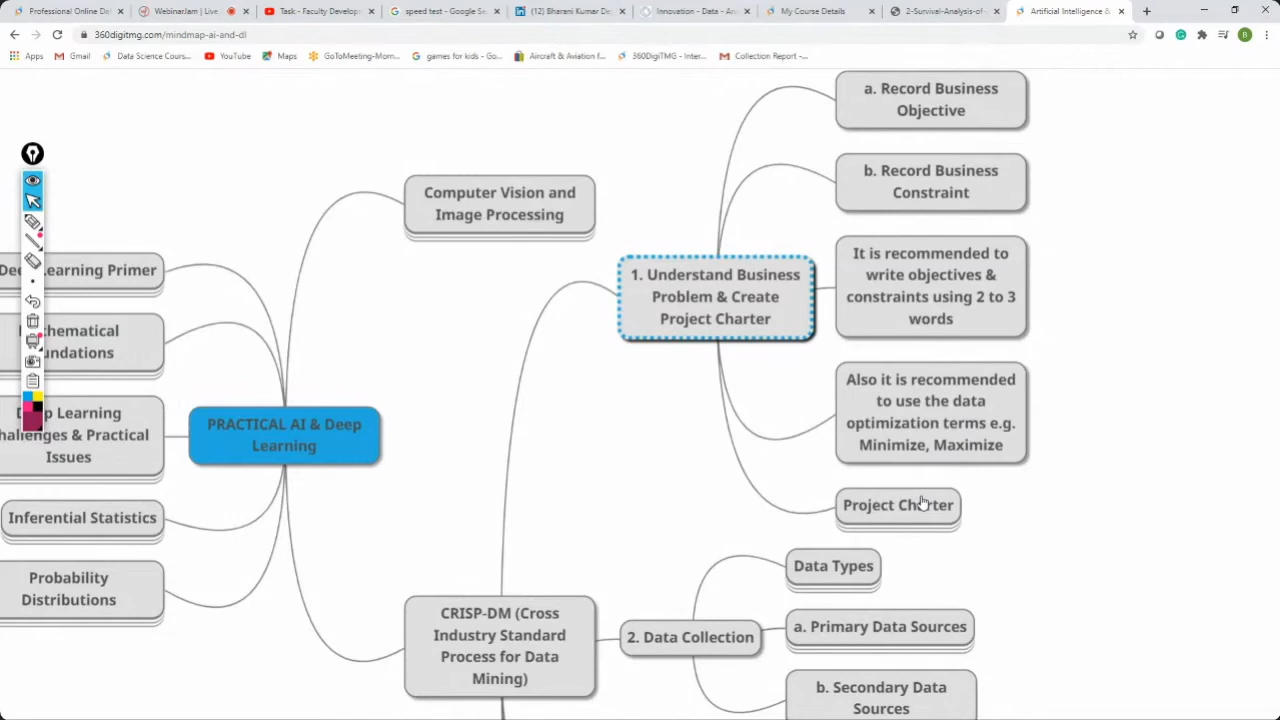 Professional Online Do
WebinarJam | Live
Task - Faculty Develop
speed test - Google Se
(12) Bharani Kumar De
Innovation - Data - An
My Course Details
2-Survival-Analysis-of-
Artificial Intelligence &
360digitmg.com/mindmap-ai-and-dl
B
Apps
Gmail
Data Science Cours...
YouTube
Maps
GoToMeeting-Morn...
games for kids - Go...
Aircraft & Aviation f...
360DigiTMG - Inter...
Collection Report -...
a. Record Business
Objective
b. Record Business
Constraint
Computer Vision and
Image Processing
1. Understand Business
Problem & Create
Project Charter
It is recommended to
write objectives &
constraints using 2 to 3
words
Also it is recommended
to use the data
optimization terms e.g.
Minimize, Maximize
Project Charter
Learning Primer
PRACTICAL AI & Deep
Learning
Learning
& Practical
Issues
Inferential Statistics
Probability
Distributions
CRISP-DM (Cross
Industry Standard
Process for Data
Mining)
2. Data Collection
Data Types
a. Primary Data Sources
b. Secondary Data
Sources